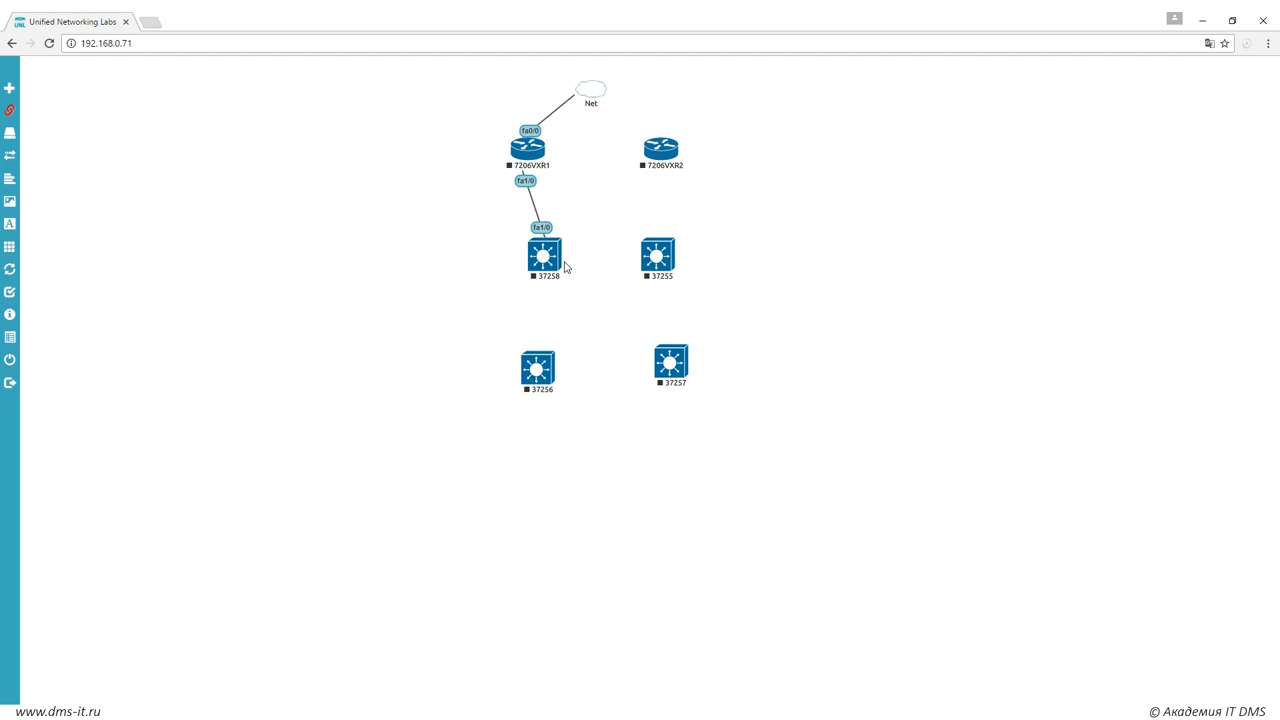 Unified Networking Labs
192.168.0.71
Net
fa0/0
7206VXR1
7206VXR2
fa1/0
fa1/0
37258
37255
37256
37257
www.dms-it.ru
© Академия IT DMS